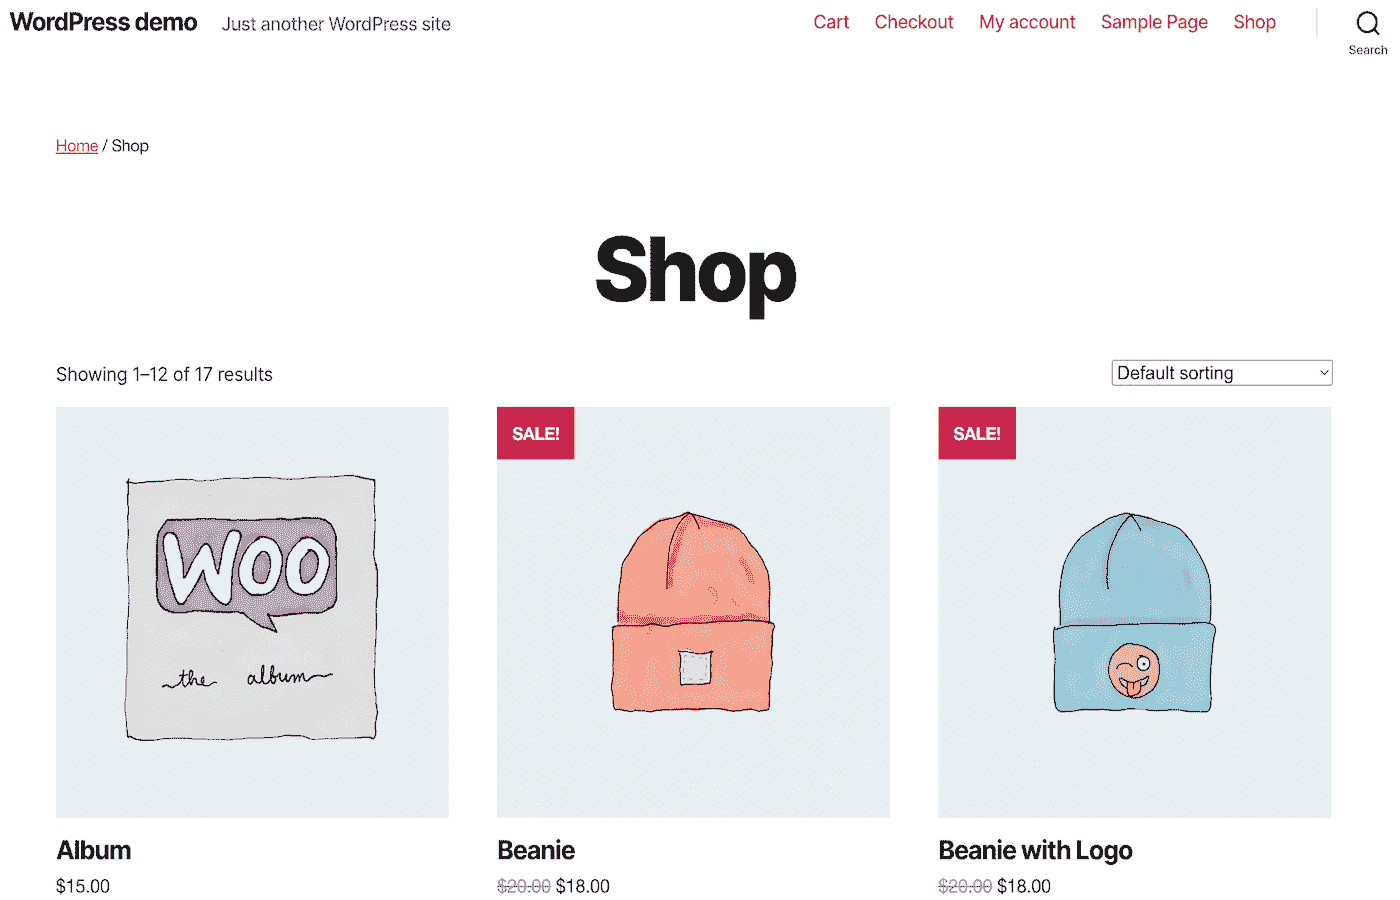 WordPress demo Just another WordPress site Cart Checkout My account Sample Page Shop
Search
Home / Shop
Shop
Showing 1–12 of 17 results Default sorting
SALE! SALE!
WOO
the album
Album Beanie Beanie with Logo
$15.00 $20.00 $18.00 $20.00 $18.00